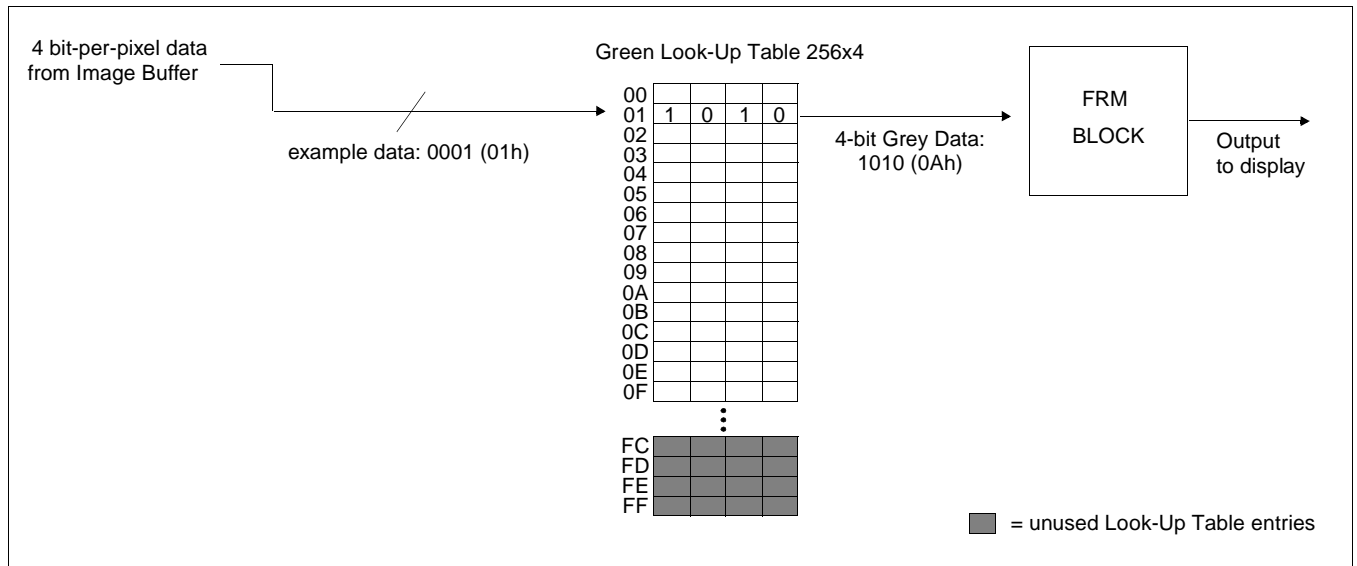 4 bit-per-pixel data
from Image Buffer
example data: 0001 (01h)
Green Look-Up Table 256x4
00
01 1 0 1 0
02
03
04
05
06
07
08
09
0A
0B
0C
0D
0E
0F
FC
FD
FE
FF
4-bit Grey Data:
1010 (0Ah)
FRM
BLOCK
Output
to display
= unused Look-Up Table entries